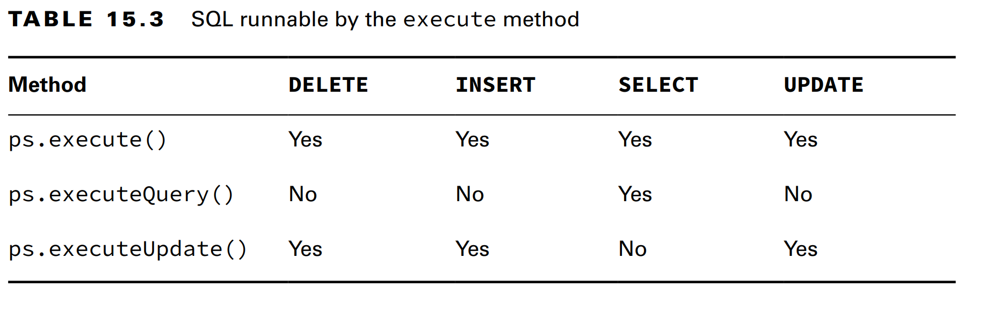 TABLE 15.3 SQL runnable by the execute method
Method DELETE INSERT SELECT UPDATE
ps.execute() Yes Yes Yes Yes
ps.executeQuery() No No Yes No
ps.executeUpdate() Yes Yes No Yes